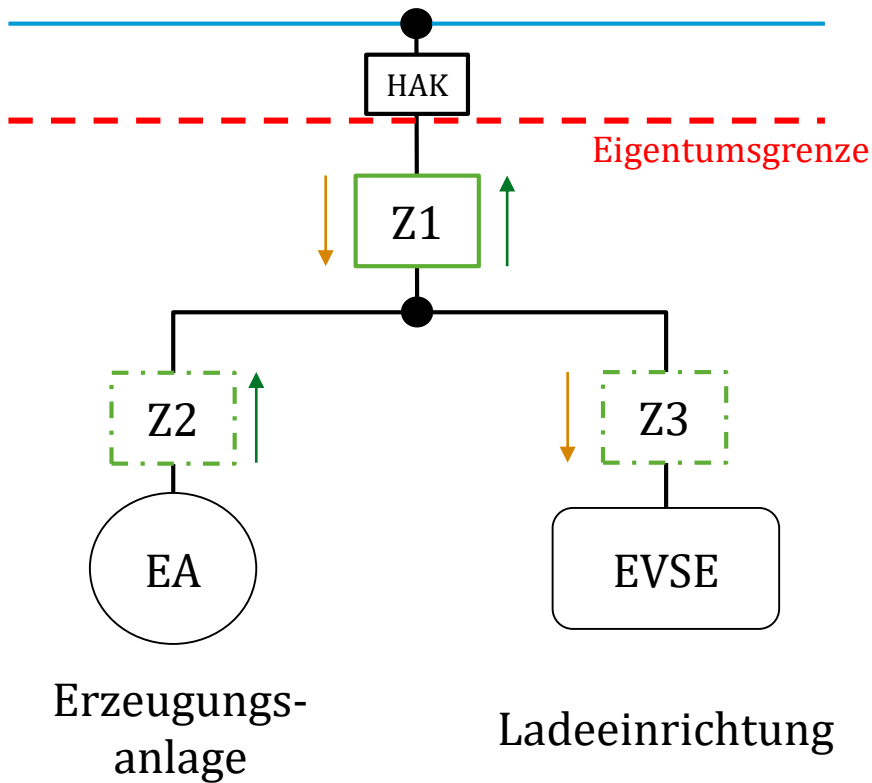 HAK
Eigentumsgrenze
Z1
Z2
Z3
EA
EVSE
Erzeugungs-
anlage
Ladeeinrichtung